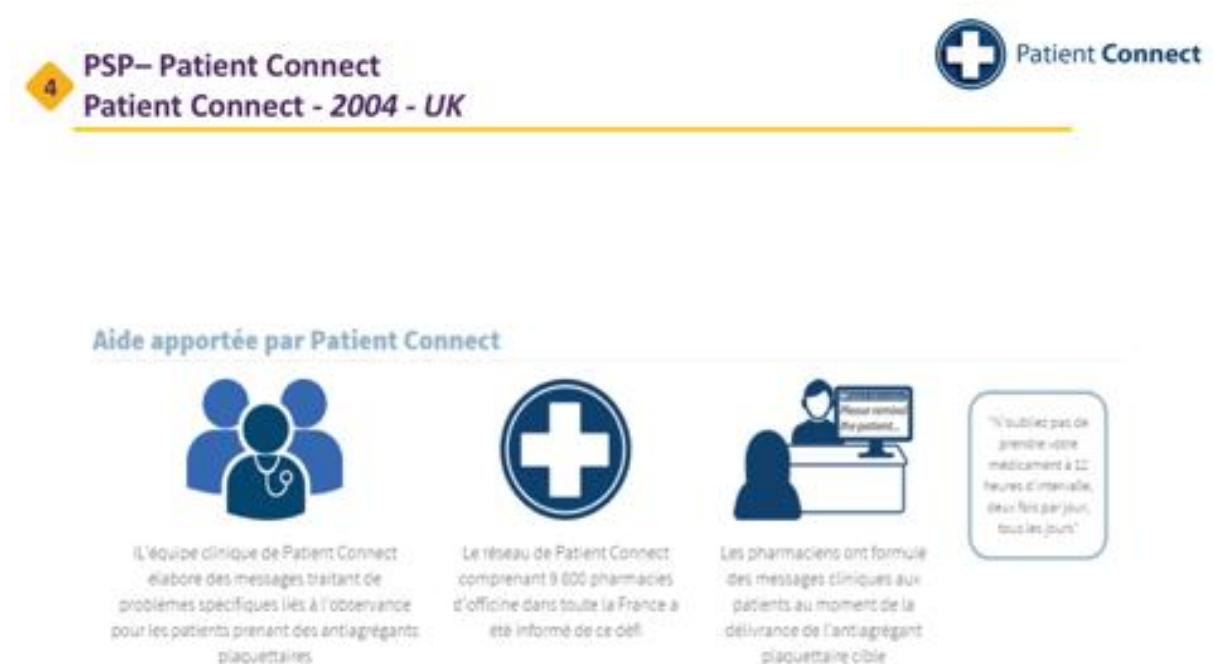 4
PSP– Patient Connect
Patient Connect - 2004 - UK
Patient Connect
Aide apportée par Patient Connect
Please remind
the patient...
"N'oubliez pas de
prendre votre
médicament à 12
heures d'intervalle,
deux fois par jour,
tous les jours"
(L'équipe clinique de Patient Connect
élabore des messages traitant de
problèmes spécifiques liés à l'observance
pour les patients prenant des antiagrégants
plaquettaires
Le réseau de Patient Connect
comprenant 9 800 pharmacies
d'officine dans toute la France a
été informé de ce défi
Les pharmaciens ont formulé
des messages cliniques aux
patients au moment de la
délivrance de l'antiagrégant
plaquettaire cible